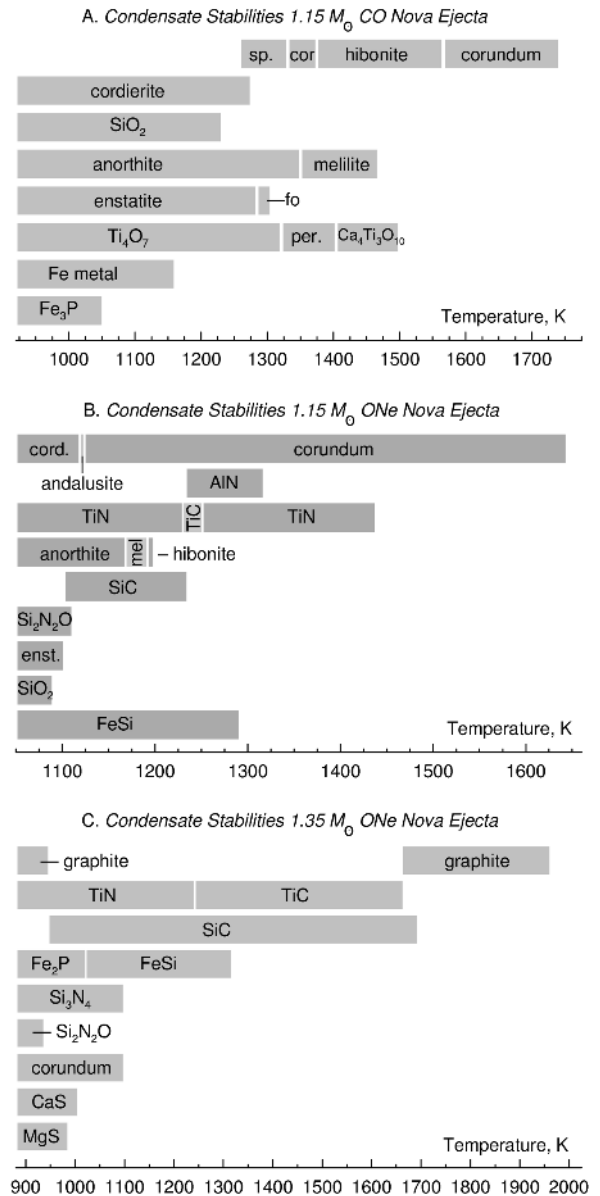 A. Condensate Stabilities 1.15 M⊙ CO Nova Ejecta
sp. cor hibonite corundum
cordierite
SiO₂
anorthite melilite
enstatite fo
Ti₄O₇ per. Ca₄Ti₃O₁₀
Fe metal
Fe₃P
Temperature, K
1000 1100 1200 1300 1400 1500 1600 1700
B. Condensate Stabilities 1.15 M⊙ ONe Nova Ejecta
cord. corundum
andalusite AlN
TiN TiC TiN
anorthite mel hibonite
SiC
Si₂N₂O
enst.
SiO₂
FeSi
Temperature, K
1100 1200 1300 1400 1500 1600
C. Condensate Stabilities 1.35 M⊙ ONe Nova Ejecta
graphite graphite
TiN TiC
SiC
Fe₂P FeSi
Si₃N₄
Si₂N₂O
corundum
CaS
MgS
Temperature, K
900 1000 1100 1200 1300 1400 1500 1600 1700 1800 1900 2000